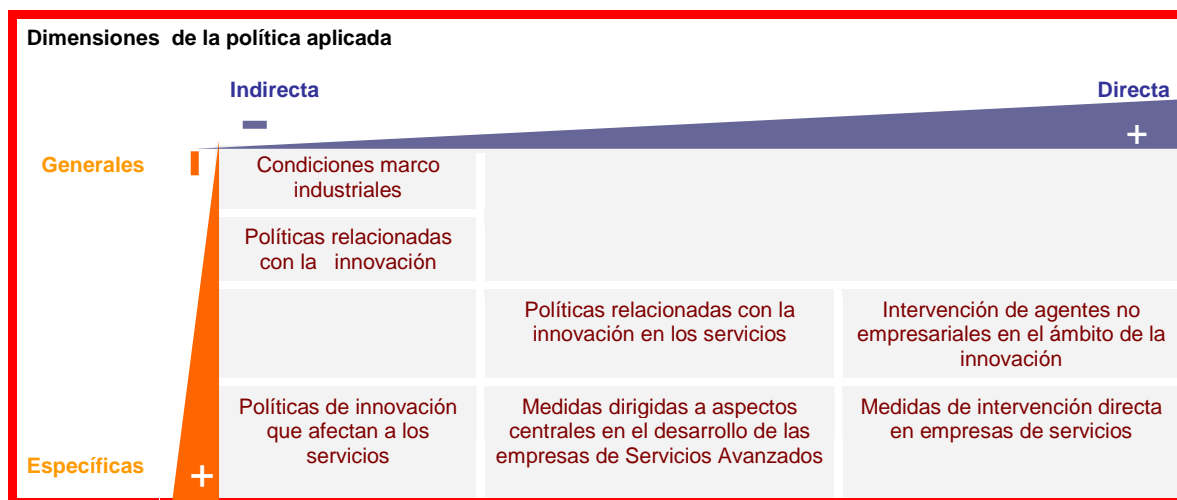 Dimensiones de la política aplicada
Indirecta
Directa
+
Generales
Condiciones marco
industriales
Políticas relacionadas
con la innovación
Políticas relacionadas con la
innovación en los servicios
Intervención de agentes no
empresariales en el ámbito de la
innovación
Políticas de innovación
que afectan a los
servicios
Medidas dirigidas a aspectos
centrales en el desarrollo de las
empresas de Servicios Avanzados
Medidas de intervención directa
en empresas de servicios
Específicas
+